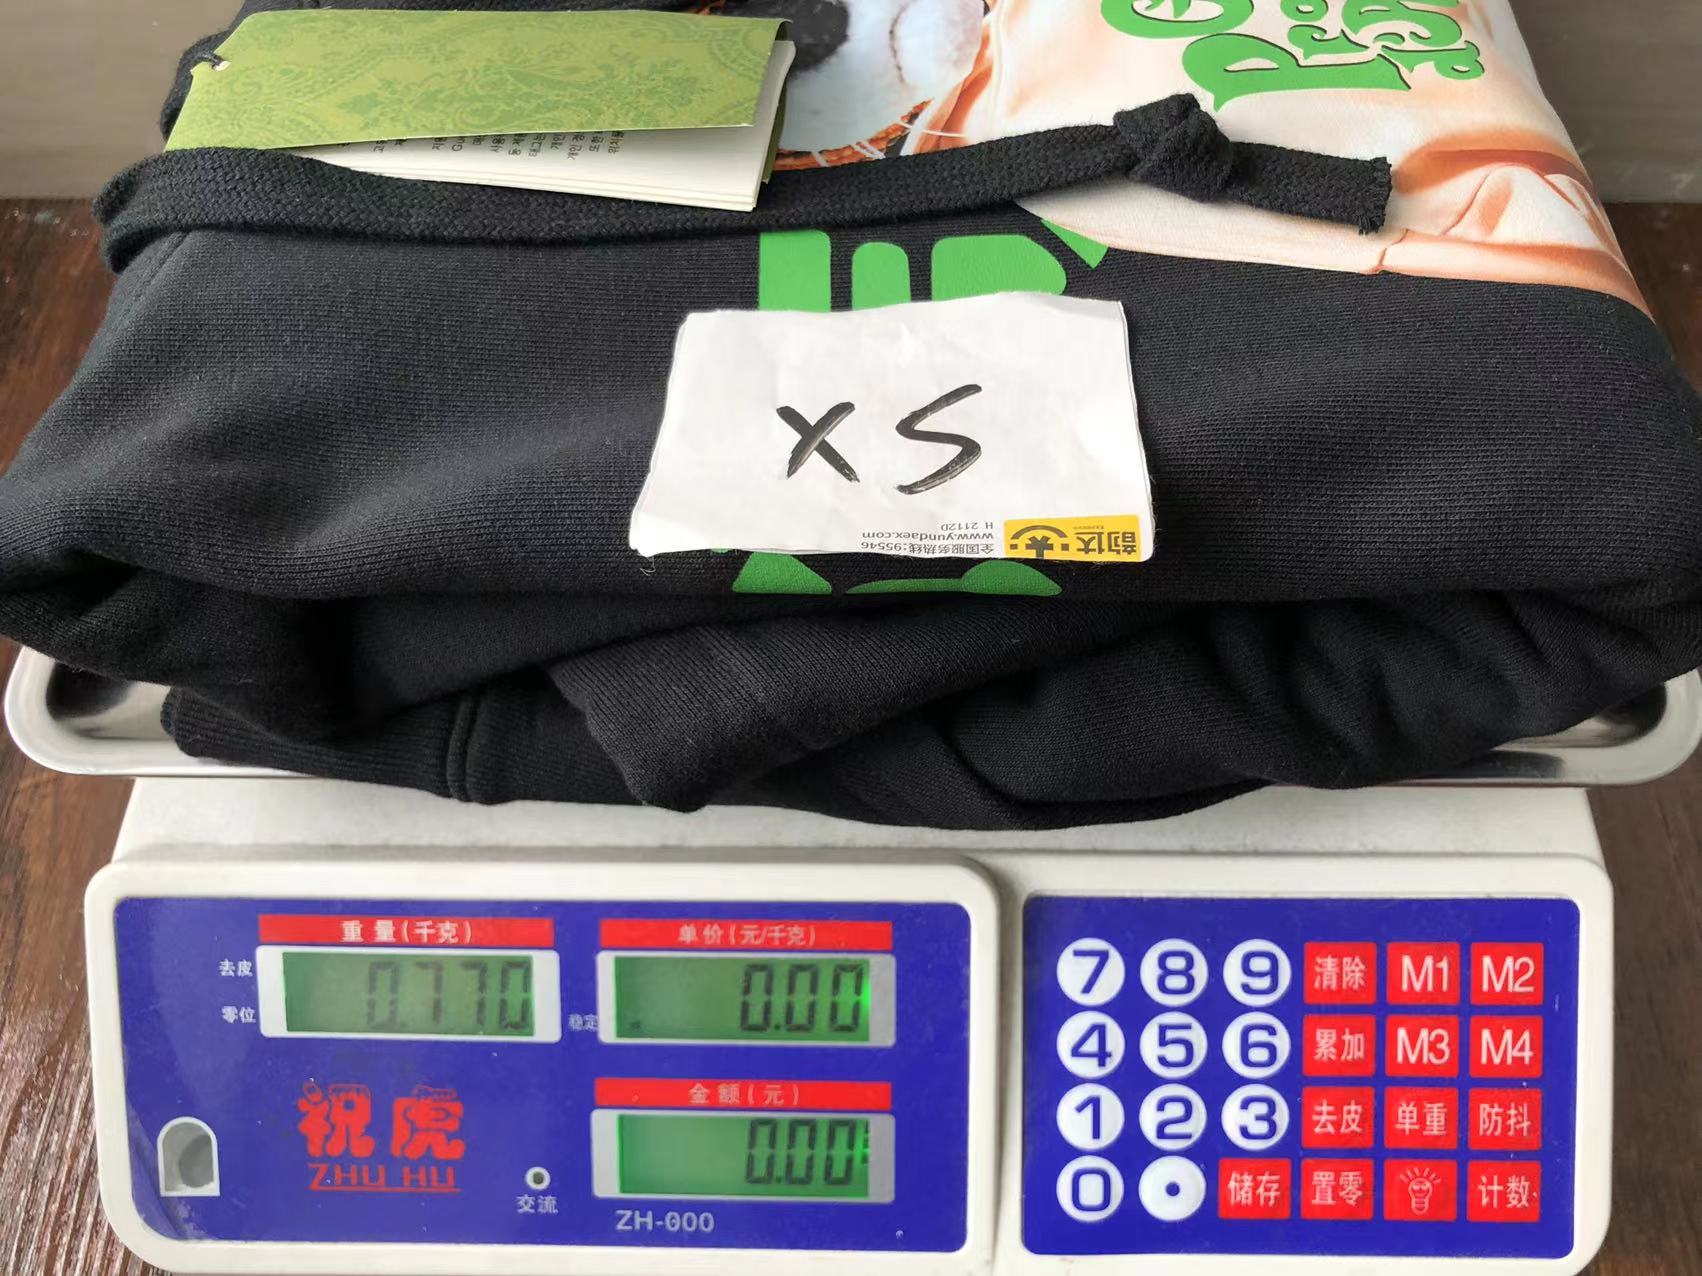 XS
韵达
全国服务热线:95546
www.yundaex.com
H 2112D
重量(千克)
单价(元/千克)
去皮
零位
0.770
稳定
0.00
金额(元)
0.00
祝虎
ZHU HU
交流
ZH-000
7 8 9 清除 M1 M2
4 5 6 累加 M3 M4
1 2 3 去皮 单重 防抖
0 . 储存 置零 计数